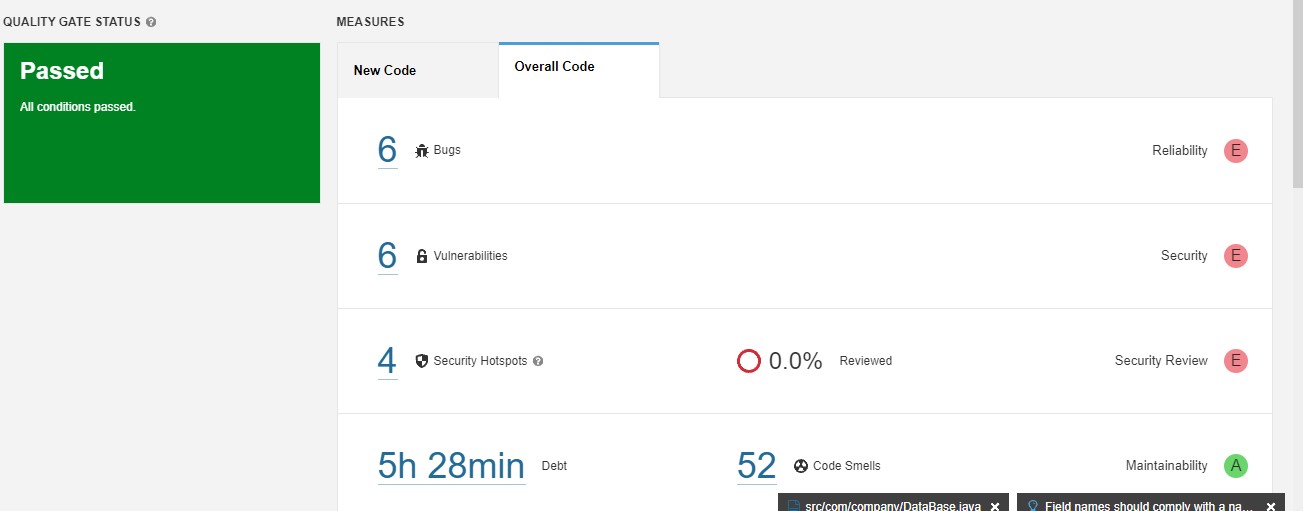 QUALITY GATE STATUS
MEASURES
Passed
All conditions passed.
New Code
Overall Code
6 Bugs
Reliability E
6 Vulnerabilities
Security E
4 Security Hotspots
0.0% Reviewed
Security Review E
5h 28min Debt
52 Code Smells
Maintainability A
src/com/company/DataBase.java
Field names should comply with a na...